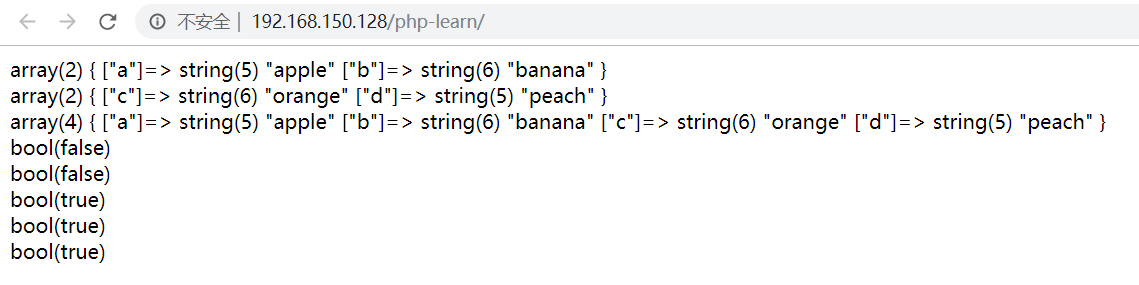 不安全 | 192.168.150.128/php-learn/
array(2) { ["a"]=> string(5) "apple" ["b"]=> string(6) "banana" }
array(2) { ["c"]=> string(6) "orange" ["d"]=> string(5) "peach" }
array(4) { ["a"]=> string(5) "apple" ["b"]=> string(6) "banana" ["c"]=> string(6) "orange" ["d"]=> string(5) "peach" }
bool(false)
bool(false)
bool(true)
bool(true)
bool(true)